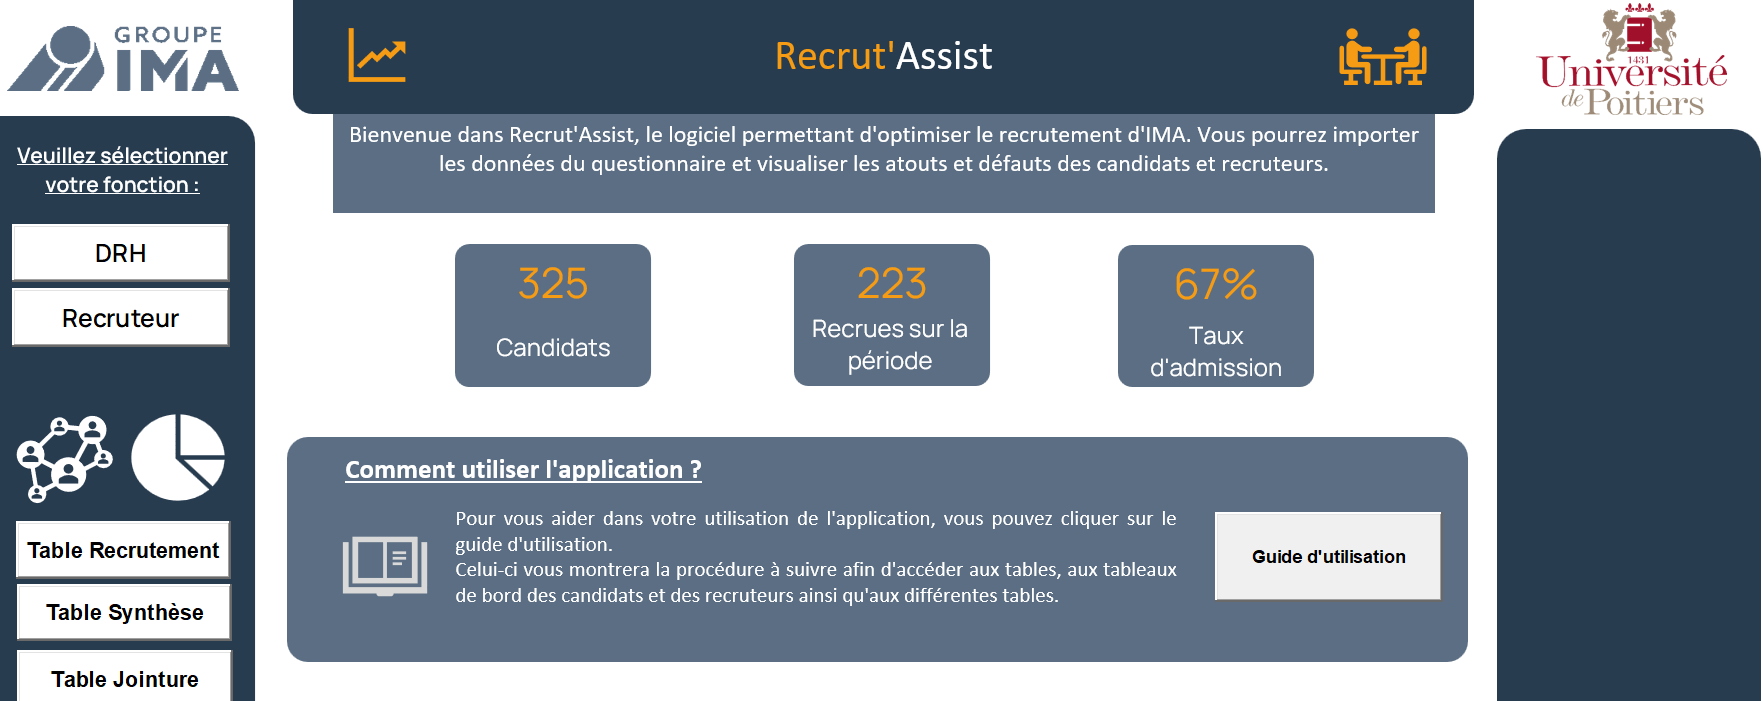 GROUPE
IMA
Recrut'Assist
1431
Université
de Poitiers
Veuillez sélectionner
votre fonction :
DRH
Recruteur
Table Recrutement
Table Synthèse
Table Jointure
Bienvenue dans Recrut'Assist, le logiciel permettant d'optimiser le recrutement d'IMA. Vous pourrez importer
les données du questionnaire et visualiser les atouts et défauts des candidats et recruteurs.
325
Candidats
223
Recrues sur la
période
67%
Taux
d'admission
Comment utiliser l'application ?
Pour vous aider dans votre utilisation de l'application, vous pouvez cliquer sur le
guide d'utilisation.
Celui-ci vous montrera la procédure à suivre afin d'accéder aux tables, aux tableaux
de bord des candidats et des recruteurs ainsi qu'aux différentes tables.
Guide d'utilisation